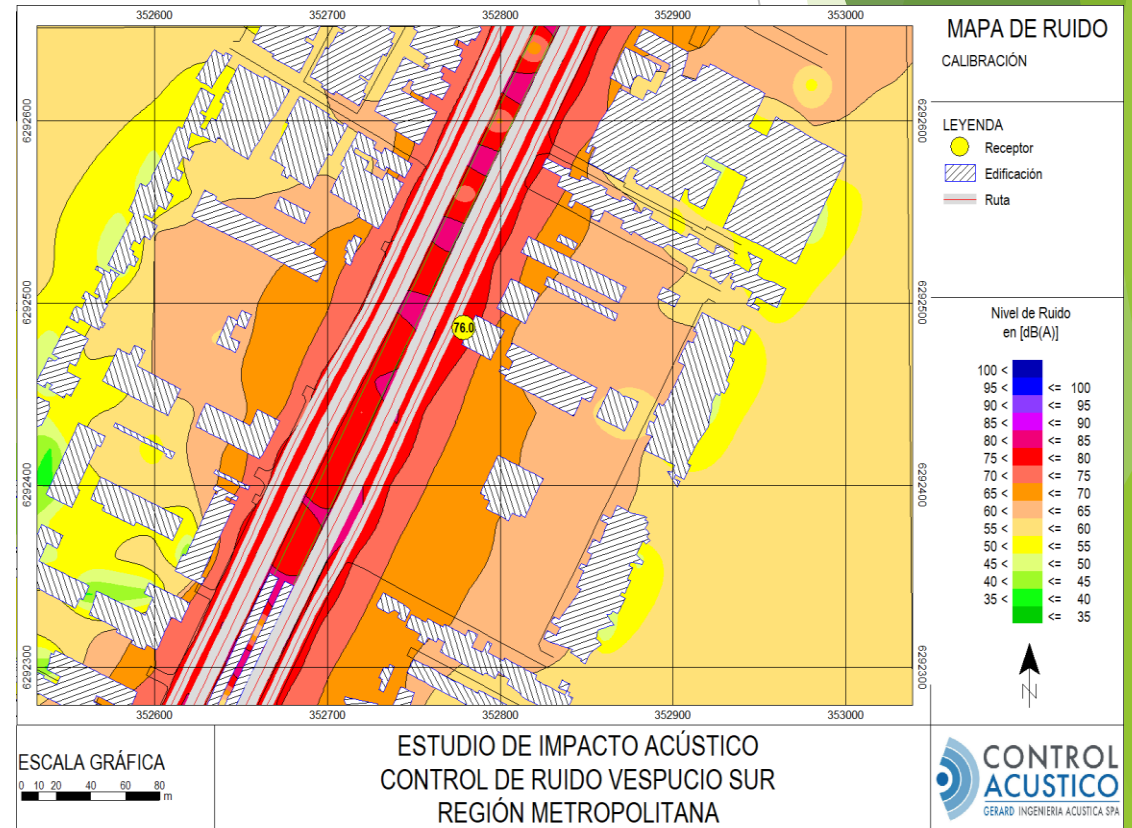 352600 352700 352800 352900 353000
MAPA DE RUIDO
CALIBRACIÓN
6292600 6292600
LEYENDA
Receptor
Edificación
Ruta
6292500 6292500
76.0
Nivel de Ruido
en [dB(A)]
100 <
95 < <= 100
90 < <= 95
85 < <= 90
80 < <= 85
75 < <= 80
70 < <= 75
65 < <= 70
60 < <= 65
55 < <= 60
50 < <= 55
45 < <= 50
40 < <= 45
35 < <= 40
<= 35
6292400 6292400
6292300 6292300
N
352600 352700 352800 352900 353000
ESCALA GRÁFICA
0 10 20 40 60 80
m
ESTUDIO DE IMPACTO ACÚSTICO
CONTROL DE RUIDO VESPUCIO SUR
REGIÓN METROPOLITANA
CONTROL
ACUSTICO
GERARD INGENIERIA ACUSTICA SPA